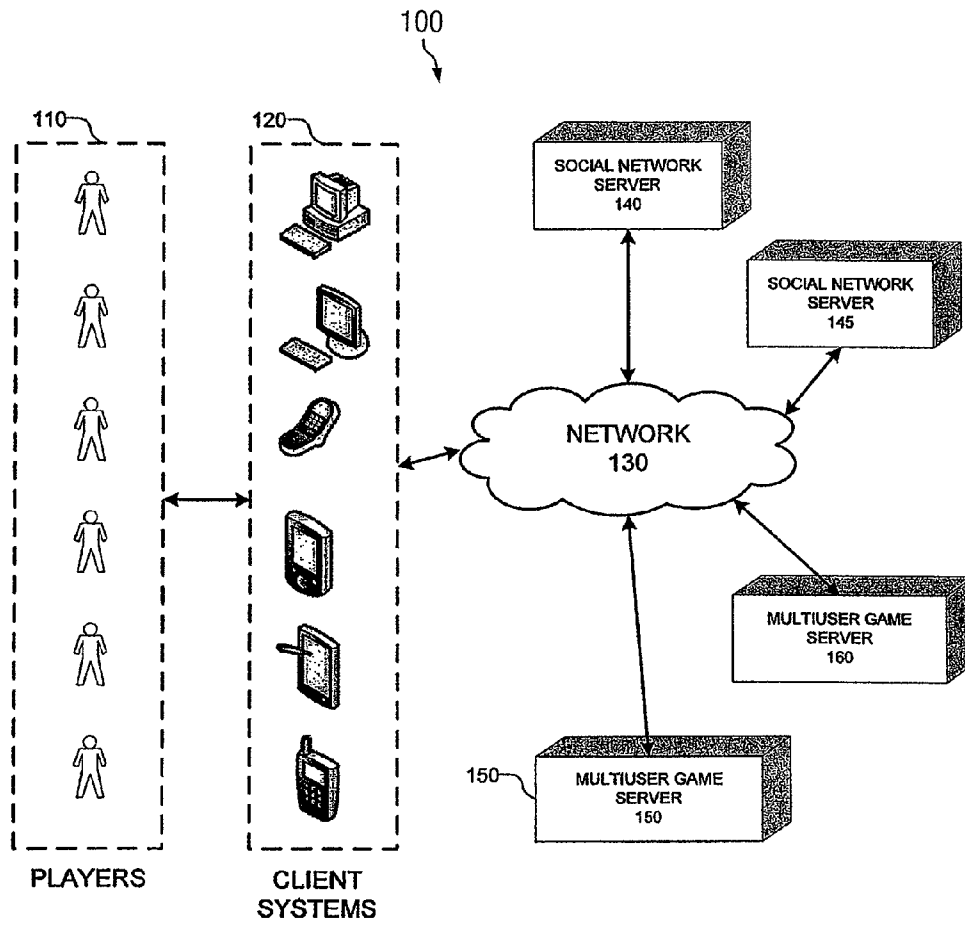 100
110
120
SOCIAL NETWORK
SERVER
140
SOCIAL NETWORK
SERVER
145
NETWORK
130
MULTIUSER GAME
SERVER
160
150
MULTIUSER GAME
SERVER
150
PLAYERS
CLIENT
SYSTEMS